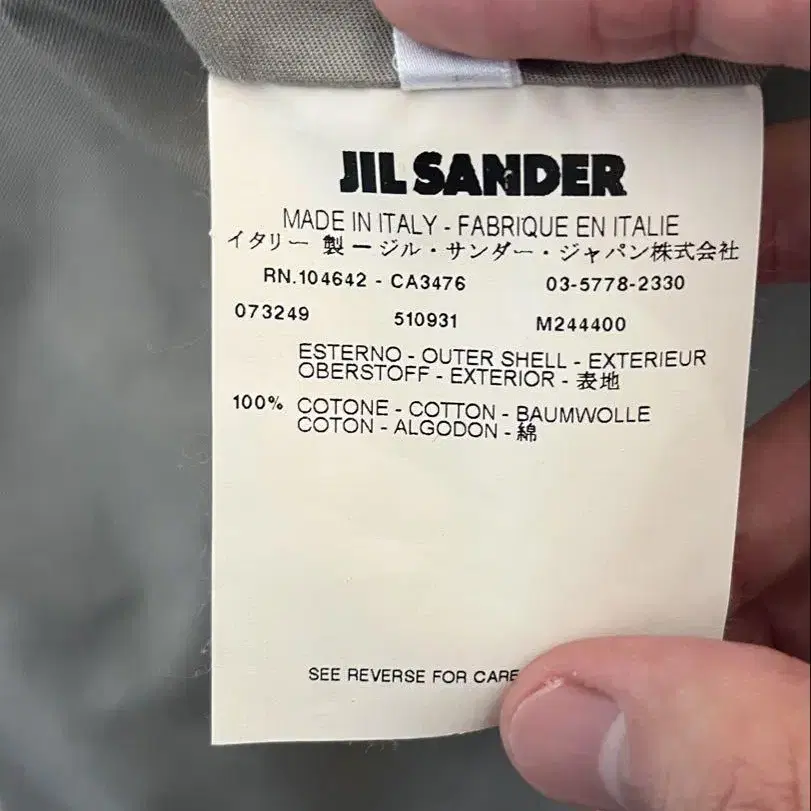 JIL SANDER
MADE IN ITALY - FABRIQUE EN ITALIE
イタリー 製 ー ジル・サンダー・ジャパン株式会社
RN.104642 - CA3476 03-5778-2330
073249 510931 M244400
ESTERNO - OUTER SHELL - EXTERIEUR
OBERSTOFF - EXTERIOR - 表地
100% COTONE - COTTON - BAUMWOLLE
COTON - ALGODON - 綿
SEE REVERSE FOR CARE